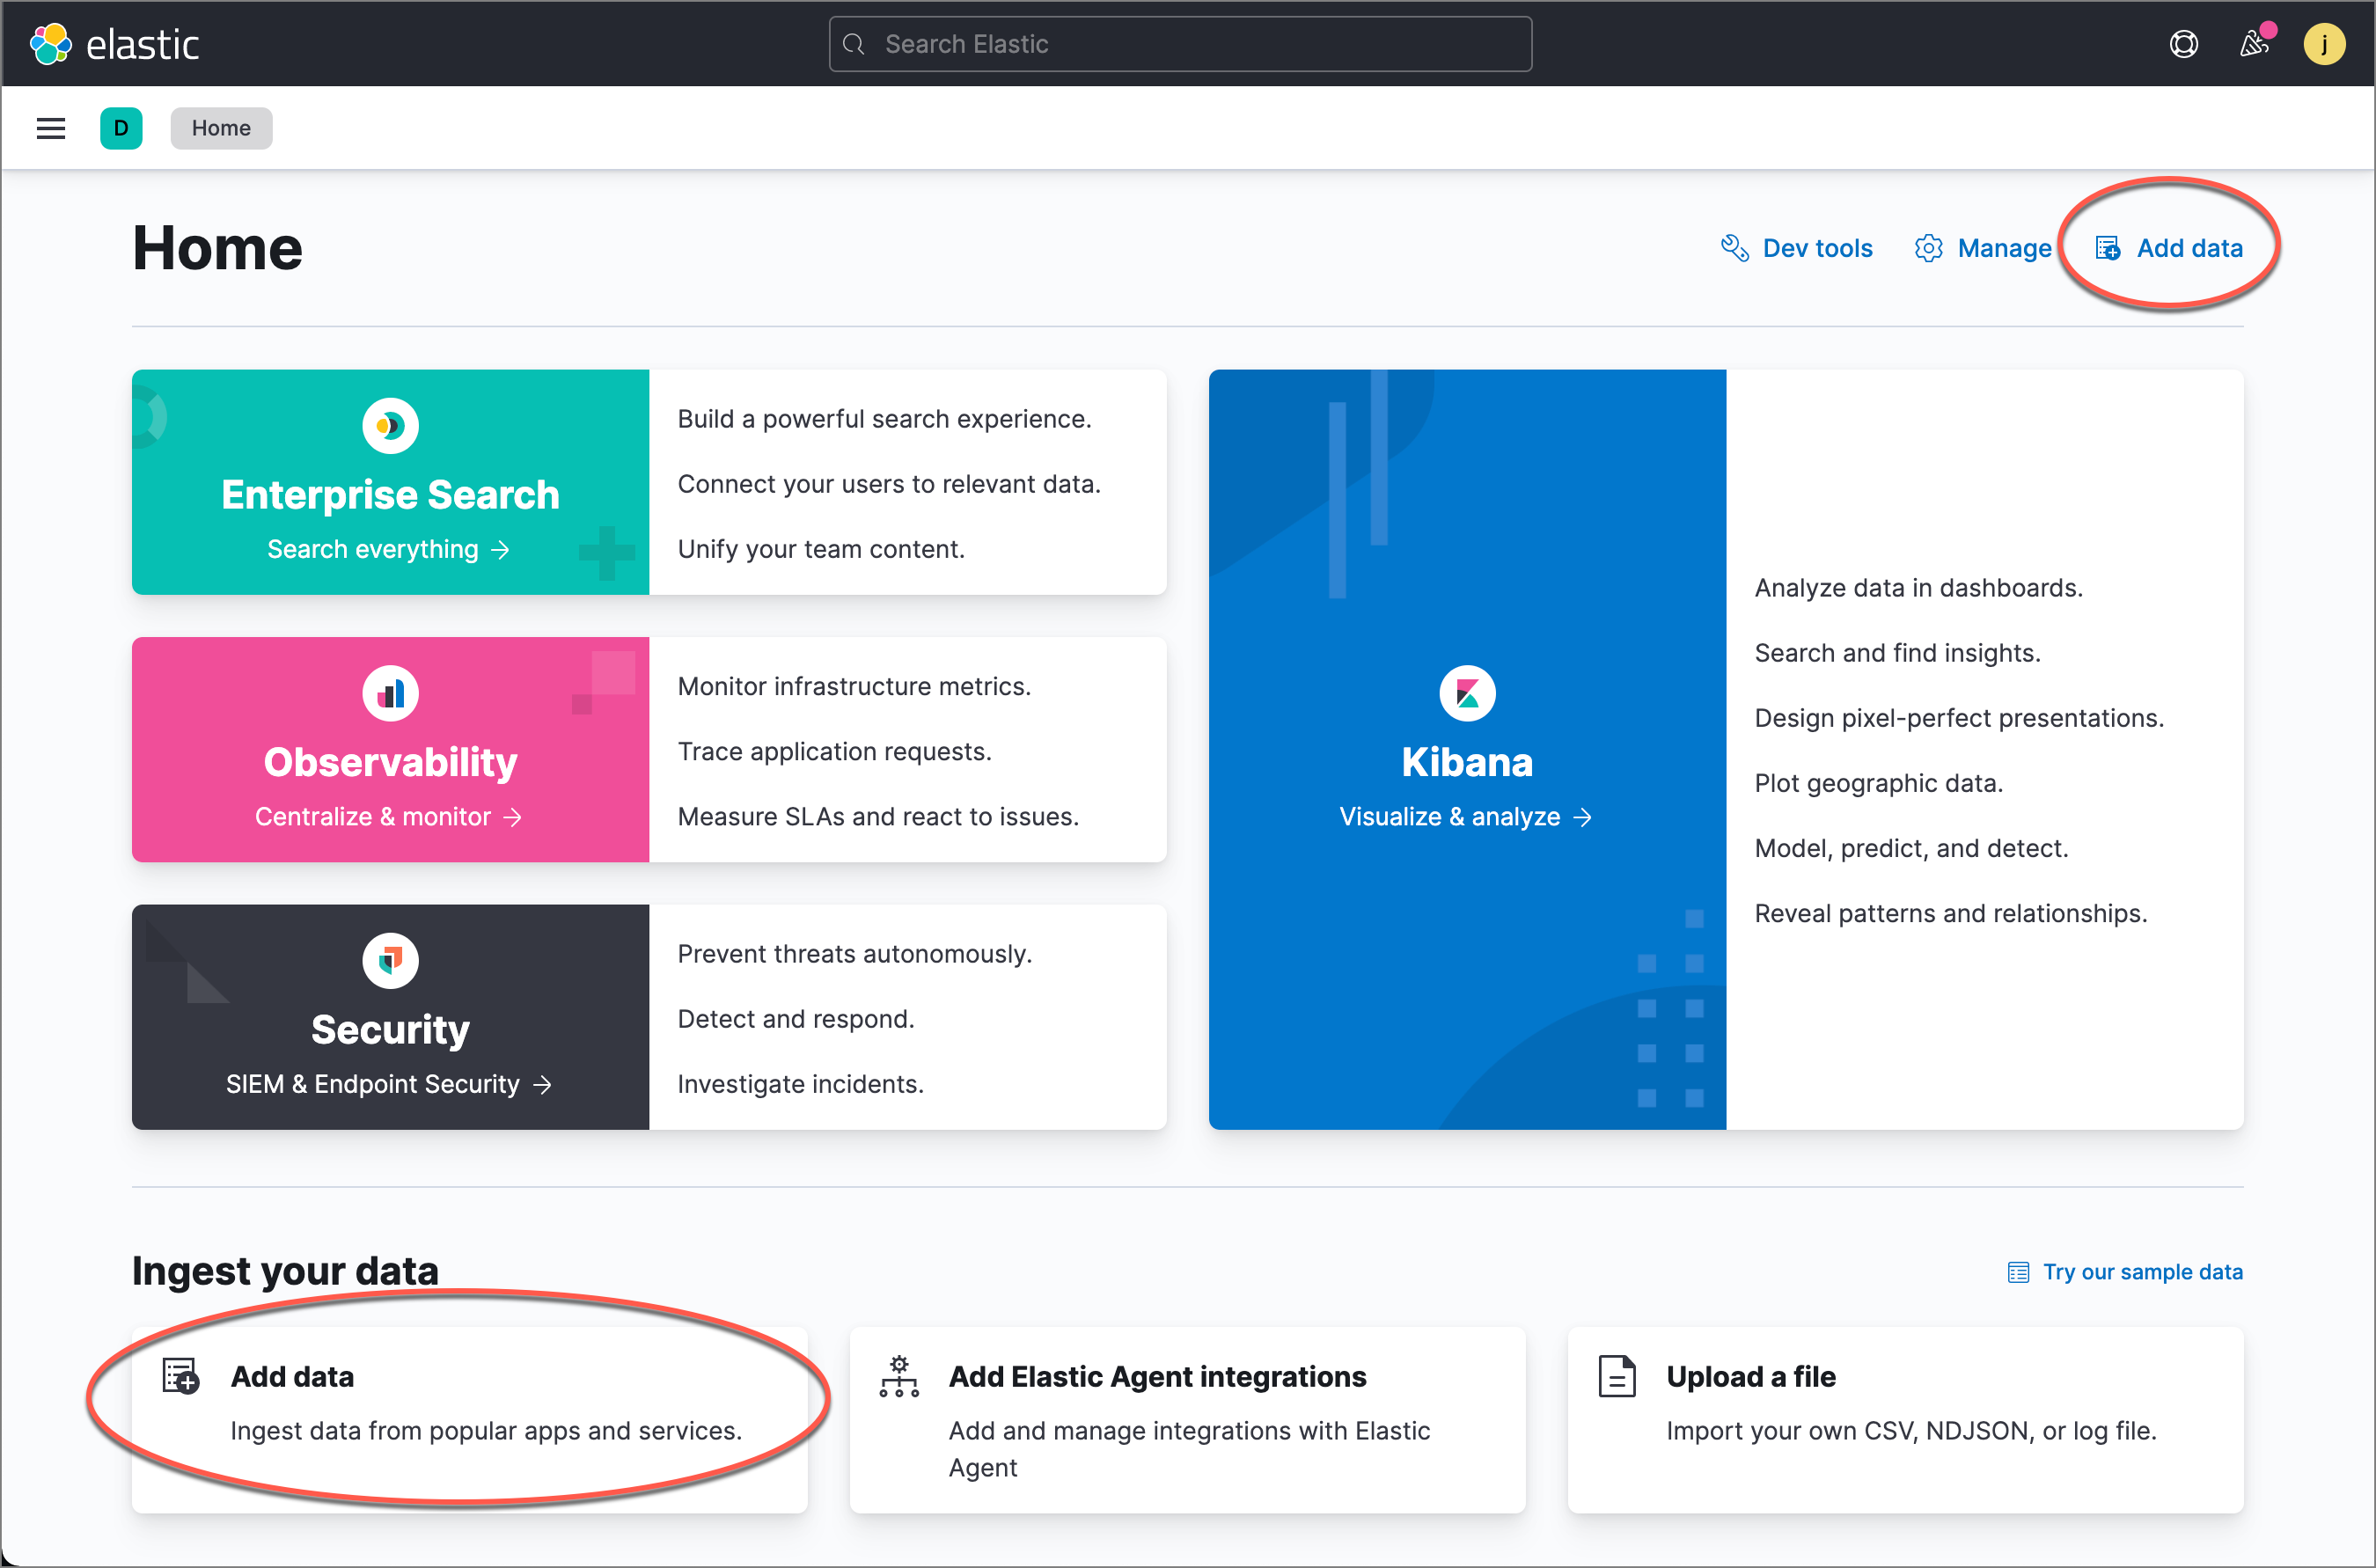 elastic
Search Elastic
j
D
Home
Home
Dev tools
Manage
Add data
Enterprise Search
Search everything →
Build a powerful search experience.
Connect your users to relevant data.
Unify your team content.
Observability
Centralize & monitor →
Monitor infrastructure metrics.
Trace application requests.
Measure SLAs and react to issues.
Security
SIEM & Endpoint Security →
Prevent threats autonomously.
Detect and respond.
Investigate incidents.
Kibana
Visualize & analyze →
Analyze data in dashboards.
Search and find insights.
Design pixel-perfect presentations.
Plot geographic data.
Model, predict, and detect.
Reveal patterns and relationships.
Ingest your data
Try our sample data
Add data
Ingest data from popular apps and services.
Add Elastic Agent integrations
Add and manage integrations with Elastic
Agent
Upload a file
Import your own CSV, NDJSON, or log file.